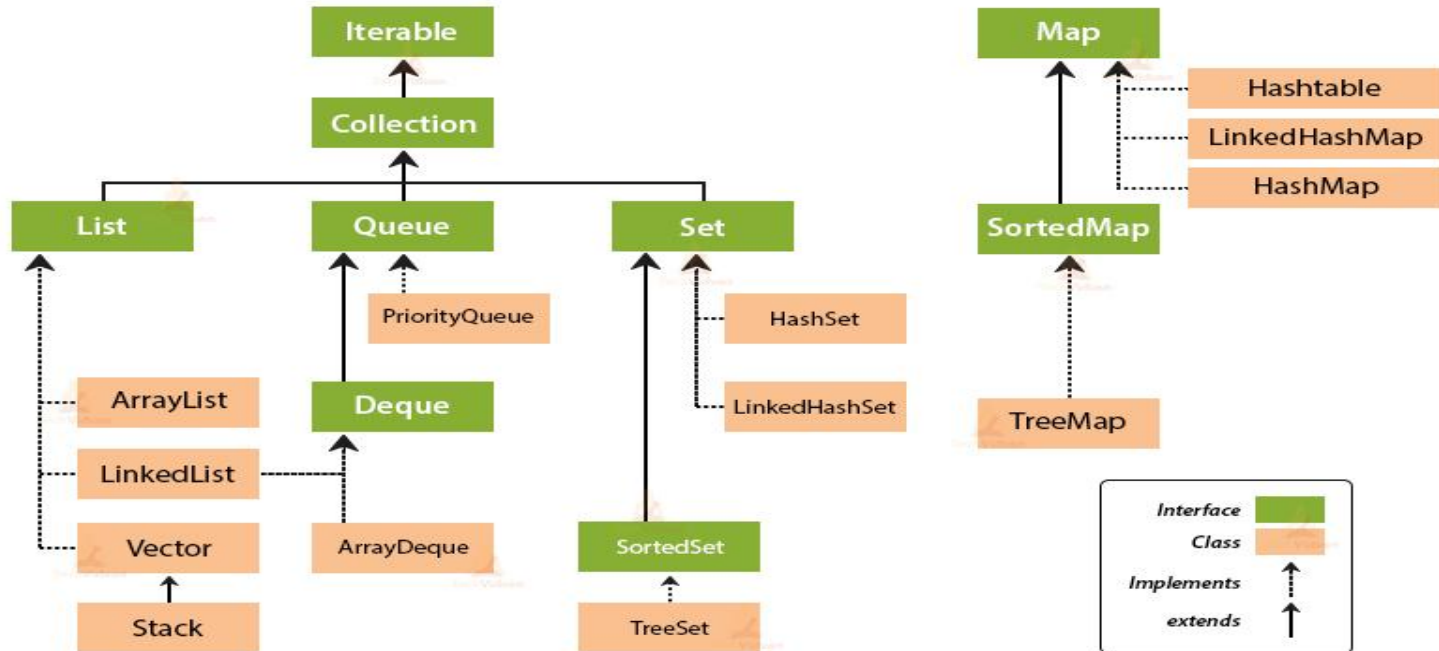 Iterable
Collection
List
Queue
Set
PriorityQueue
HashSet
ArrayList
Deque
LinkedHashSet
LinkedList
Vector
ArrayDeque
SortedSet
Stack
TreeSet
Map
Hashtable
LinkedHashMap
HashMap
SortedMap
TreeMap
Interface
Class
Implements
extends